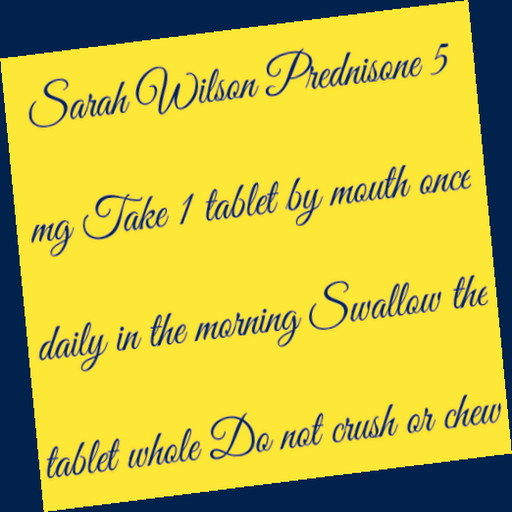 Sarah Wilson Prednisone 5
mg Take 1 tablet by mouth once
daily in the morning Swallow the
tablet whole Do not crush or chew